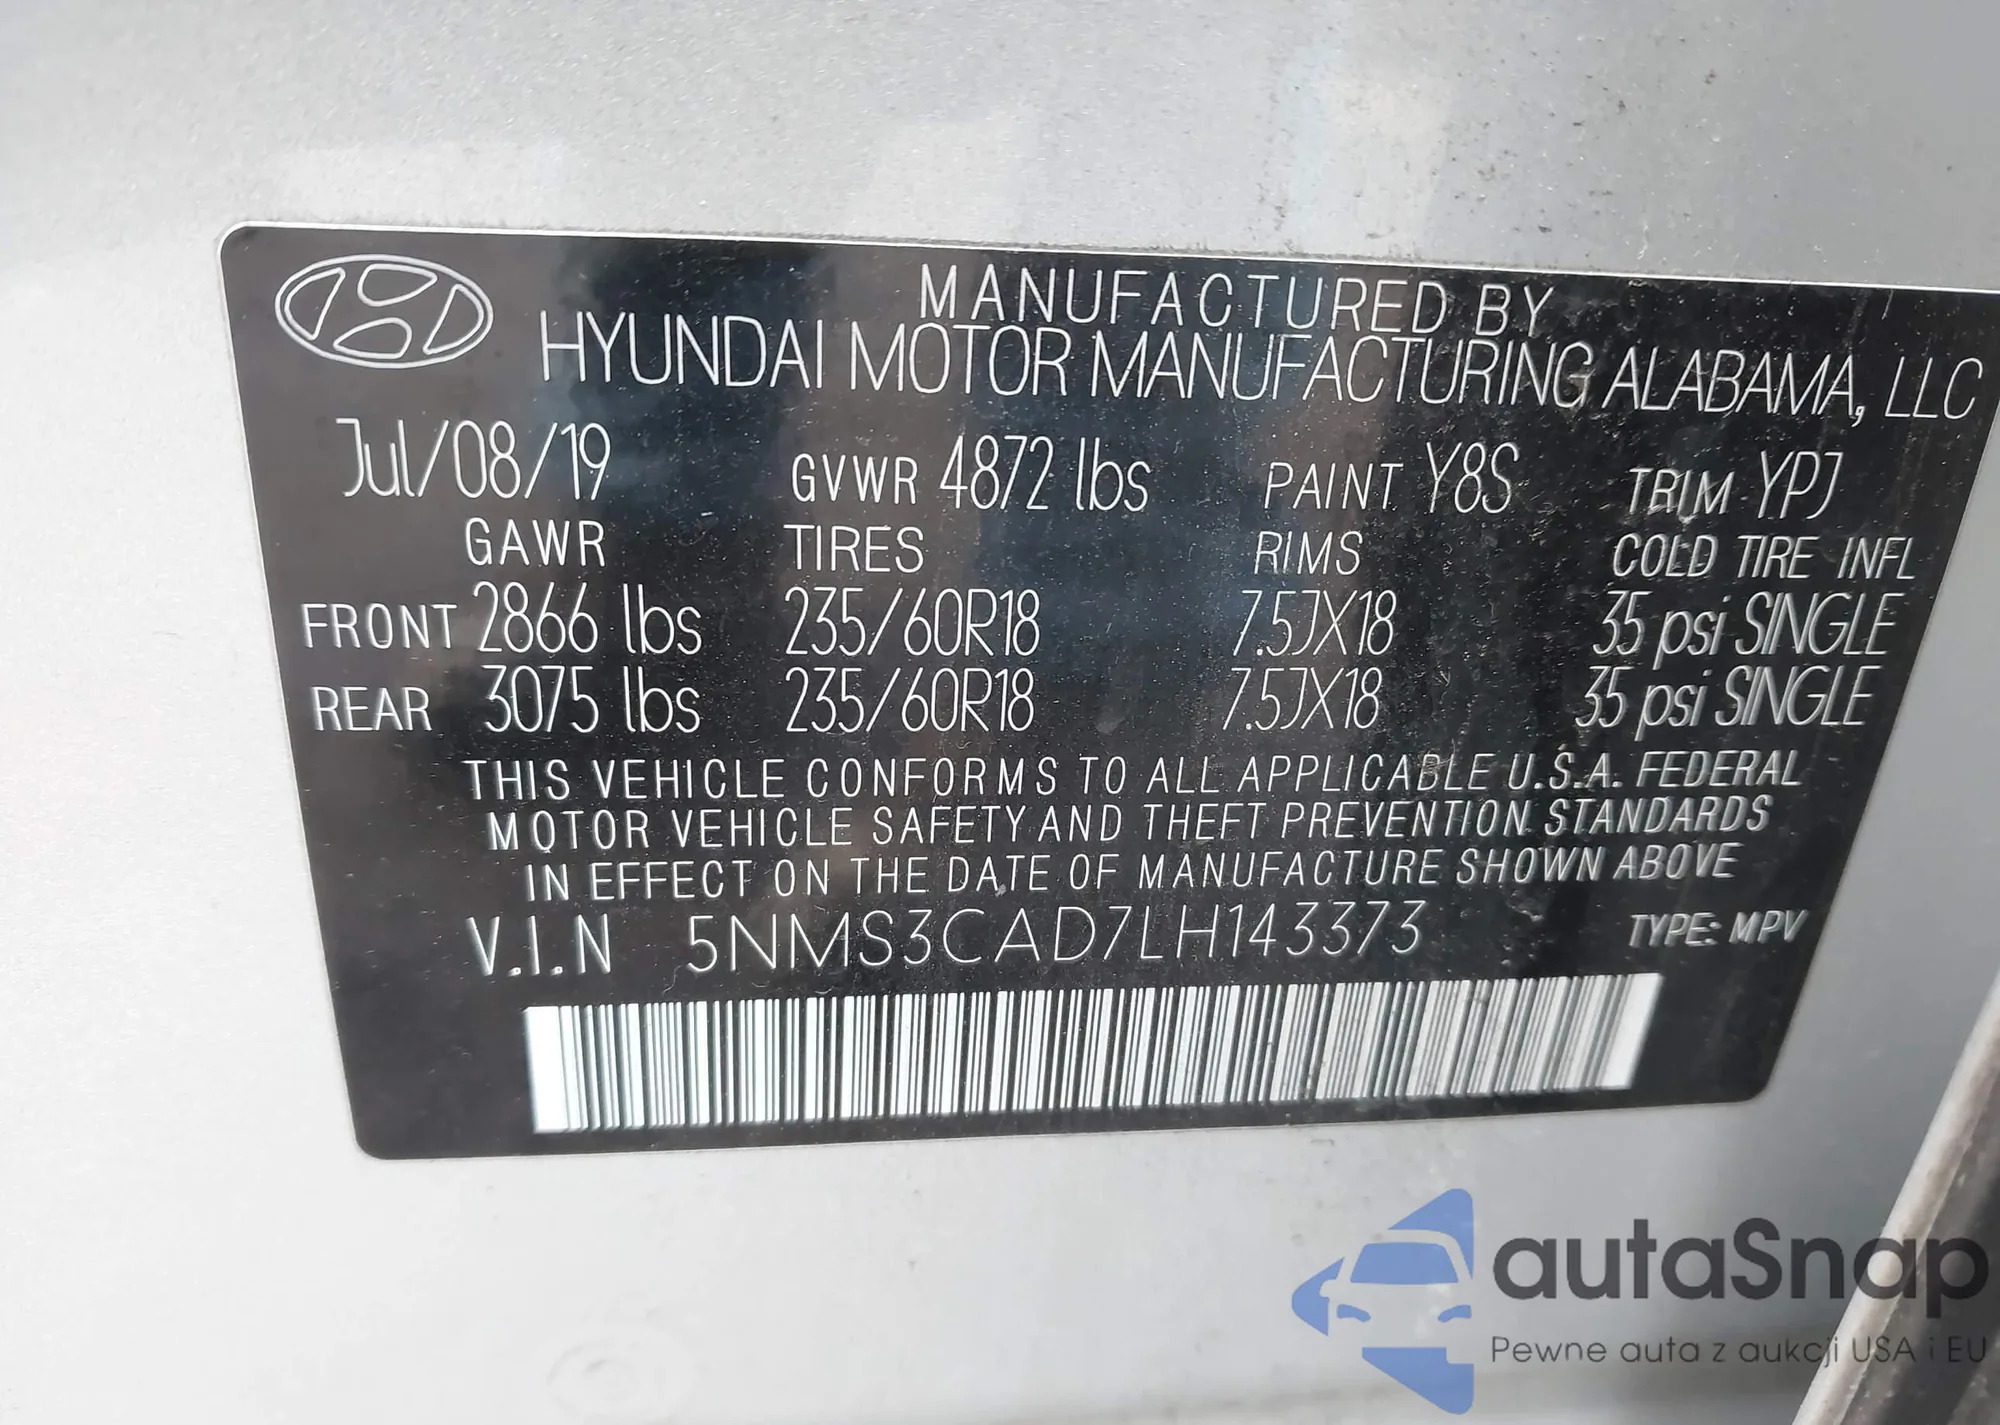 MANUFACTURED BY
HYUNDAI MOTOR MANUFACTURING ALABAMA, LLC
Jul/08/19 GVWR 4872 lbs PAINT Y8S TRIM YPJ
GAWR TIRES RIMS COLD TIRE INFL
FRONT 2866 lbs 235/60R18 7.5JX18 35 psi SINGLE
REAR 3075 lbs 235/60R18 7.5JX18 35 psi SINGLE
THIS VEHICLE CONFORMS TO ALL APPLICABLE U.S.A. FEDERAL
MOTOR VEHICLE SAFETY AND THEFT PREVENTION STANDARDS
IN EFFECT ON THE DATE OF MANUFACTURE SHOWN ABOVE
V.I.N 5NMS3CAD7LH143373 TYPE: MPV
autaSnap
Pewne auta z aukcji USA i EU